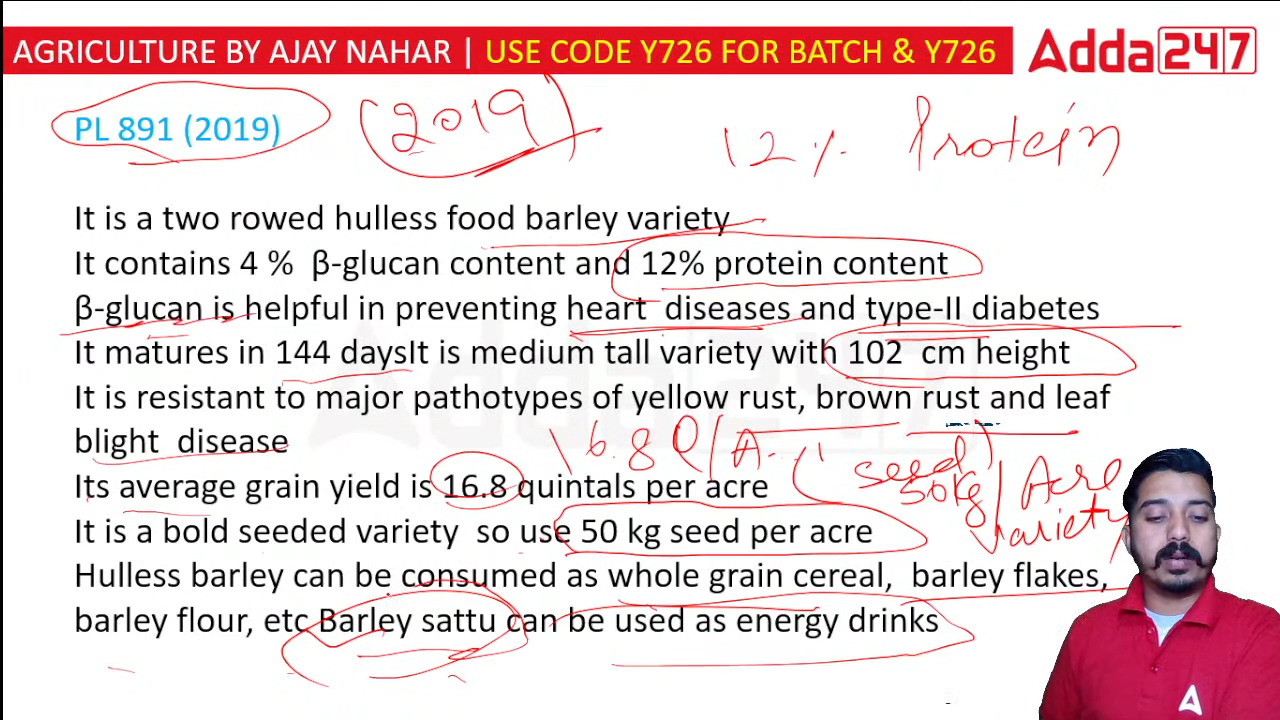 AGRICULTURE BY AJAY NAHAR | USE CODE Y726 FOR BATCH & Y726
Adda247
PL 891 (2019)
(2019)
12% Protein
It is a two rowed hulless food barley variety
It contains 4 % β-glucan content and 12% protein content
β-glucan is helpful in preventing heart diseases and type-II diabetes
It matures in 144 daysIt is medium tall variety with 102 cm height
It is resistant to major pathotypes of yellow rust, brown rust and leaf
blight disease
16.8 Q/A.
seed
50kg/Acre
variety
Its average grain yield is 16.8 quintals per acre
It is a bold seeded variety so use 50 kg seed per acre
Hulless barley can be consumed as whole grain cereal, barley flakes,
barley flour, etc Barley sattu can be used as energy drinks
Adda247